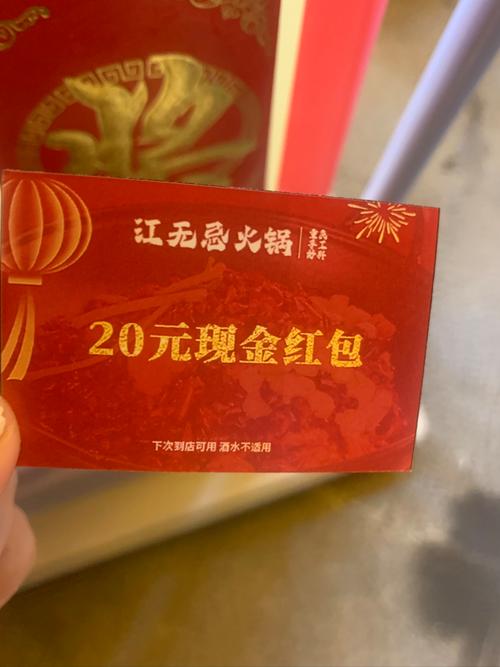 江无忌火锅
20元现金红包
下次到店可用 酒水不适用